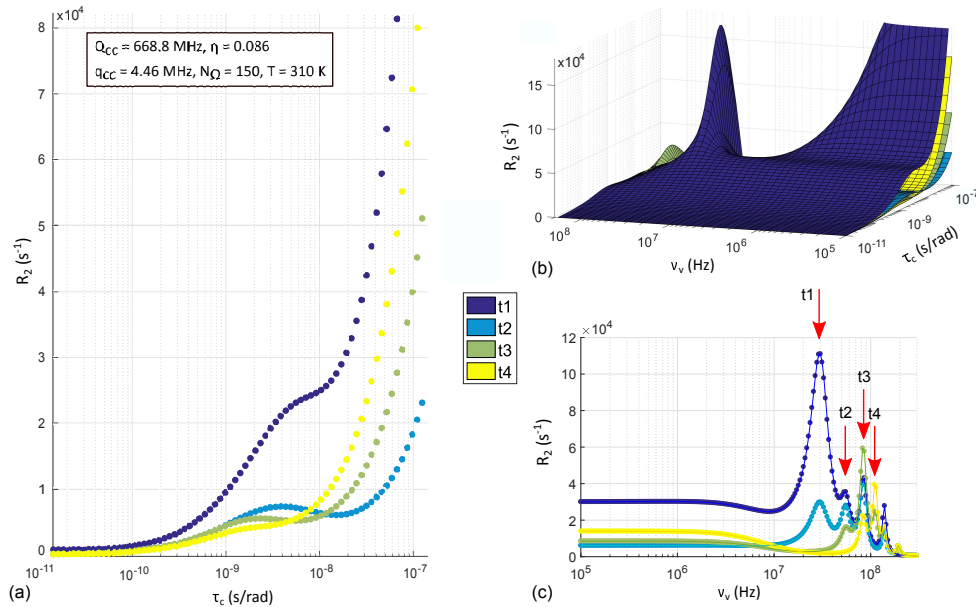 R₂ (s⁻¹)
×10⁴
8
7
6
5
4
3
2
1
0
Q_CC = 668.8 MHz, η = 0.086
q_CC = 4.46 MHz, N_Ω = 150, T = 310 K
10⁻¹¹ 10⁻¹⁰ 10⁻⁹ 10⁻⁸ 10⁻⁷
(a)
τ_c (s/rad)
×10⁴
15
10
5
0
R₂ (s⁻¹)
10⁸ 10⁷ 10⁶ 10⁵
ν_v (Hz)
10⁻¹¹ 10⁻⁹ 10⁻⁷
τ_c (s/rad)
(b)
t1
t2
t3
t4
×10⁴
12
10
8
6
4
2
0
R₂ (s⁻¹)
t1
t2
t3
t4
10⁵ 10⁶ 10⁷ 10⁸
(c)
ν_v (Hz)